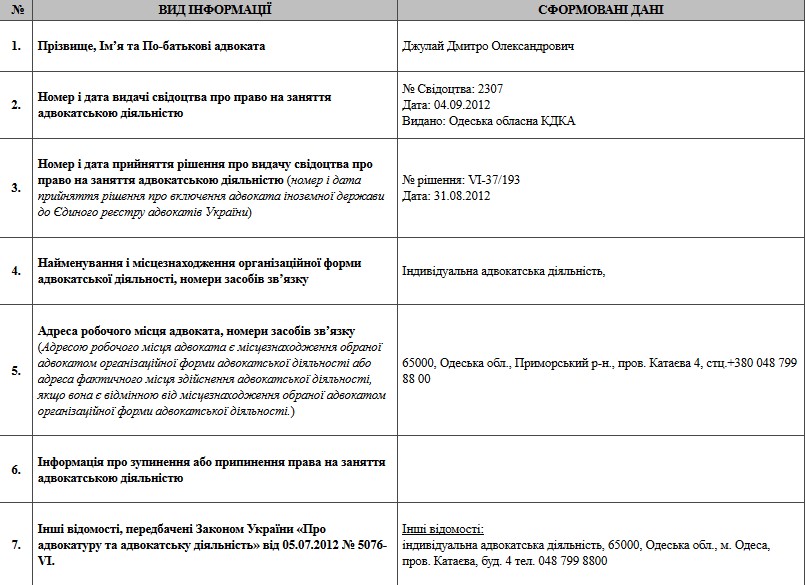 № ВИД ІНФОРМАЦІЇ СФОРМОВАНІ ДАНІ
1. Прізвище, Ім’я та По-батькові адвоката
Джулай Дмитро Олександрович
2. Номер і дата видачі свідоцтва про право на заняття
адвокатською діяльністю
№ Свідоцтва: 2307
Дата: 04.09.2012
Видано: Одеська обласна КДКА
3. Номер і дата прийняття рішення про видачу свідоцтва про
право на заняття адвокатською діяльністю (номер і дата
прийняття рішення про включення адвоката іноземної держави
до Єдиного реєстру адвокатів України)
№ рішення: VI-37/193
Дата: 31.08.2012
4. Найменування і місцезнаходження організаційної форми
адвокатської діяльності, номери засобів зв’язку
Індивідуальна адвокатська діяльність,
5. Адреса робочого місця адвоката, номери засобів зв’язку
(Адресою робочого місця адвоката є місцезнаходження обраної
адвокатом організаційної форми адвокатської діяльності або
адреса фактичного місця здійснення адвокатської діяльності,
якщо вона є відмінною від місцезнаходження обраної адвокатом
організаційної форми адвокатської діяльності.)
65000, Одеська обл., Приморський р-н., пров. Катаєва 4, стц.+380 048 799
88 00
6. Інформація про зупинення або припинення права на заняття
адвокатською діяльністю
7. Інші відомості, передбачені Законом України «Про
адвокатуру та адвокатську діяльність» від 05.07.2012 № 5076-
VI.
Інші відомості:
індивідуальна адвокатська діяльність, 65000, Одеська обл., м. Одеса,
пров. Катаєва, буд. 4 тел. 048 799 8800